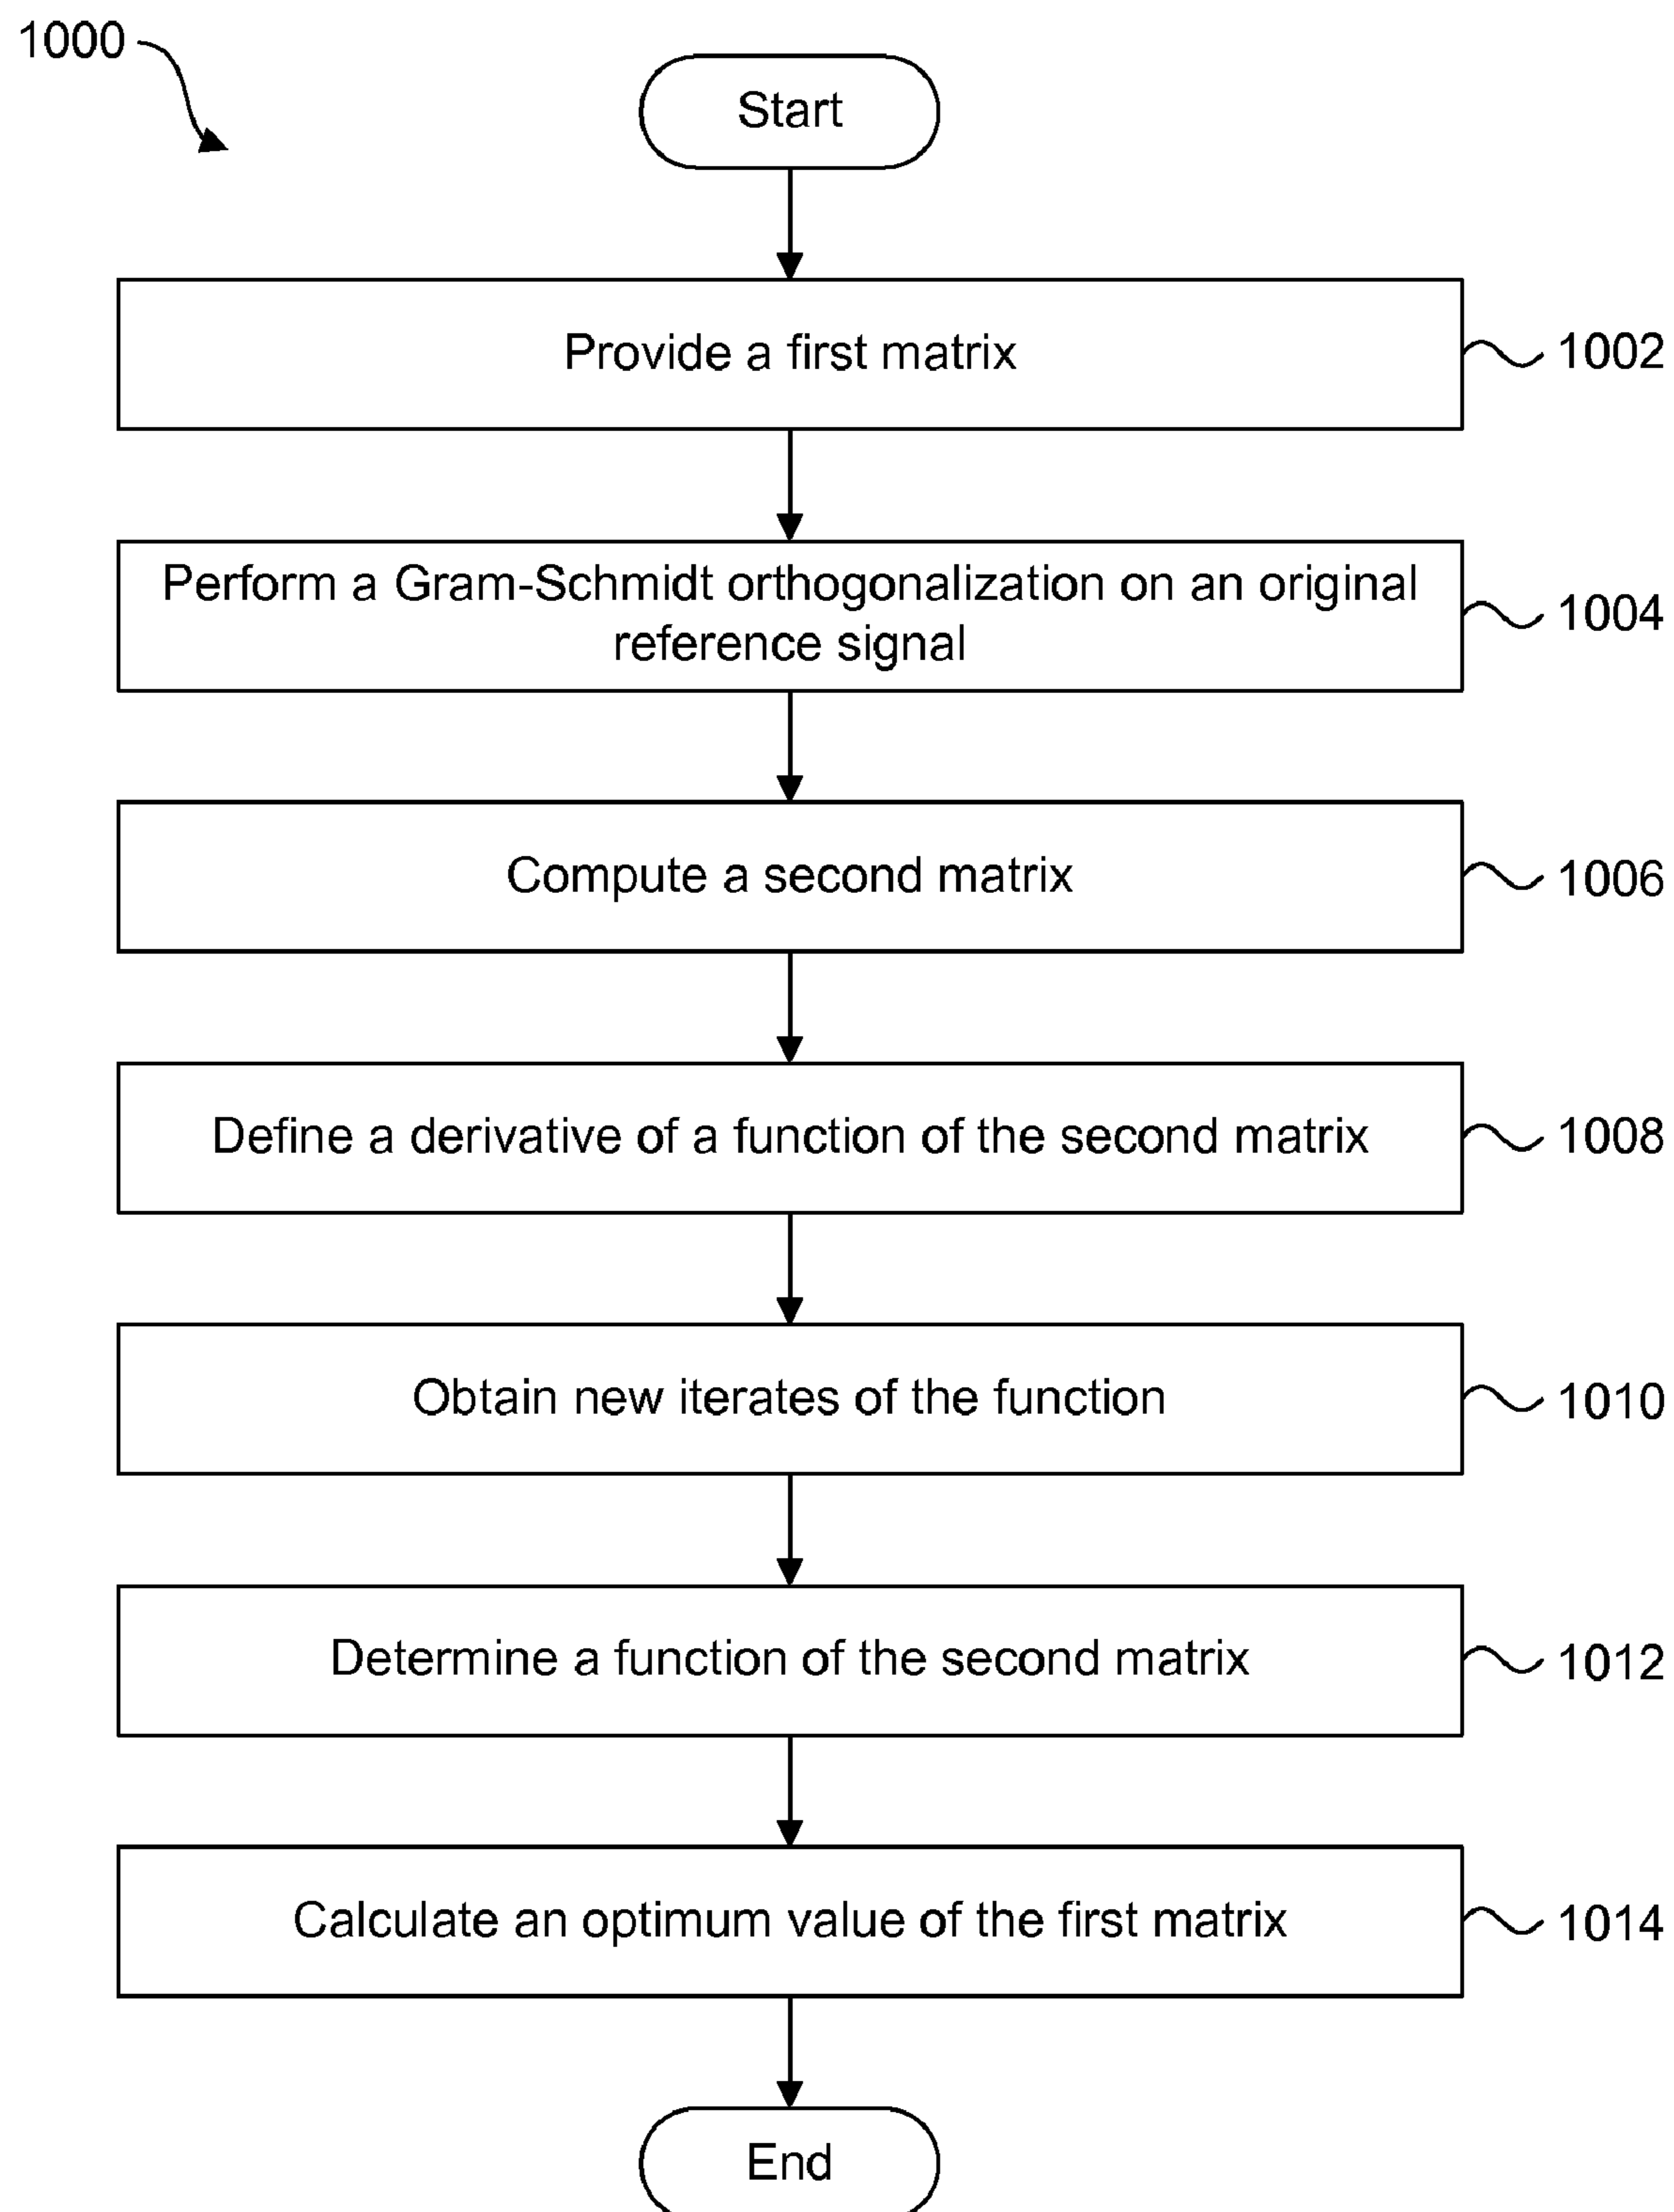 1000
Start
Provide a first matrix
1002
Perform a Gram-Schmidt orthogonalization on an original
reference signal
1004
Compute a second matrix
1006
Define a derivative of a function of the second matrix
1008
Obtain new iterates of the function
1010
Determine a function of the second matrix
1012
Calculate an optimum value of the first matrix
1014
End